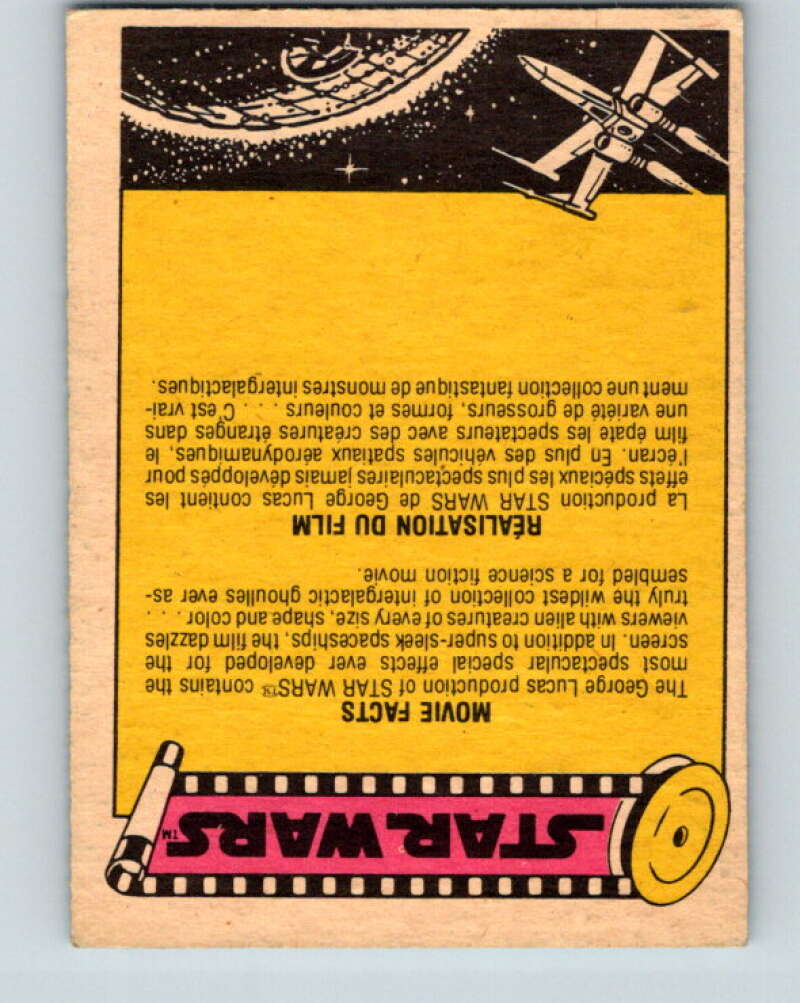 STAR WARS™
MOVIE FACTS
The George Lucas production of STAR WARS™ contains the
most spectacular special effects ever developed for the
screen. In addition to super-sleek spaceships, the film dazzles
viewers with alien creatures of every size, shape and color . . . .
truly the wildest collection of intergalactic ghoulies ever as-
sembled for a science fiction movie.
RÉALISATION DU FILM
La production STAR WARS de George Lucas contient les
effets spéciaux les plus spectaculaires jamais développés pour
l'écran. En plus des véhicules spatiaux aérodynamiques, le
film épate les spectateurs avec des créatures étranges dans
une variété de grosseurs, formes et couleurs . . . . C'est vrai-
ment une collection fantastique de monstres intergalactiques.